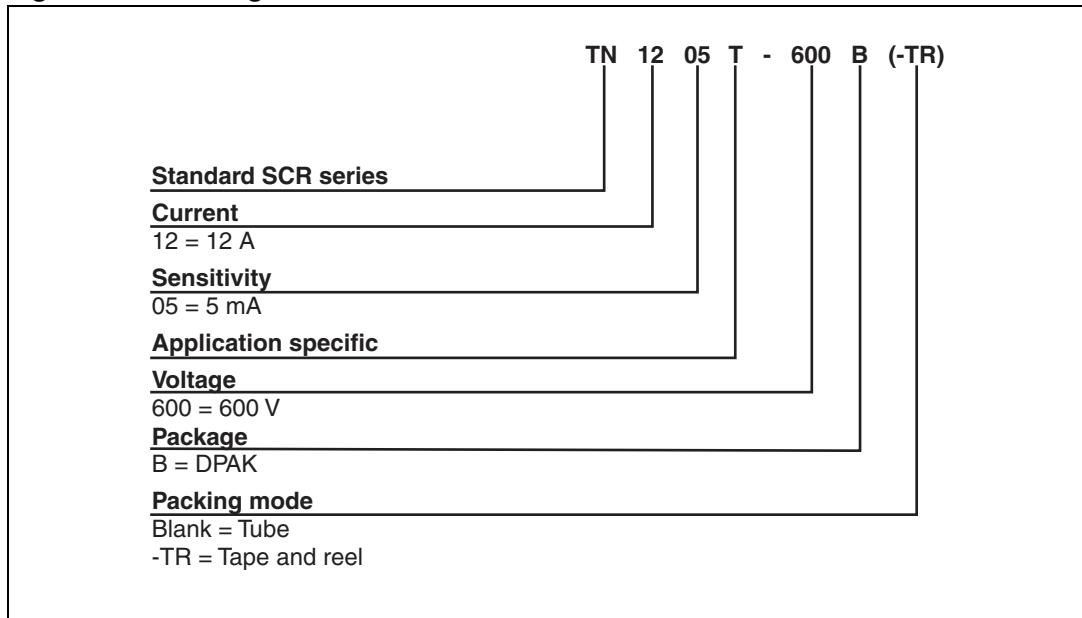 TN 12 05 T - 600 B (-TR)
Standard SCR series
Current
12 = 12 A
Sensitivity
05 = 5 mA
Application specific
Voltage
600 = 600 V
Package
B = DPAK
Packing mode
Blank = Tube
-TR = Tape and reel